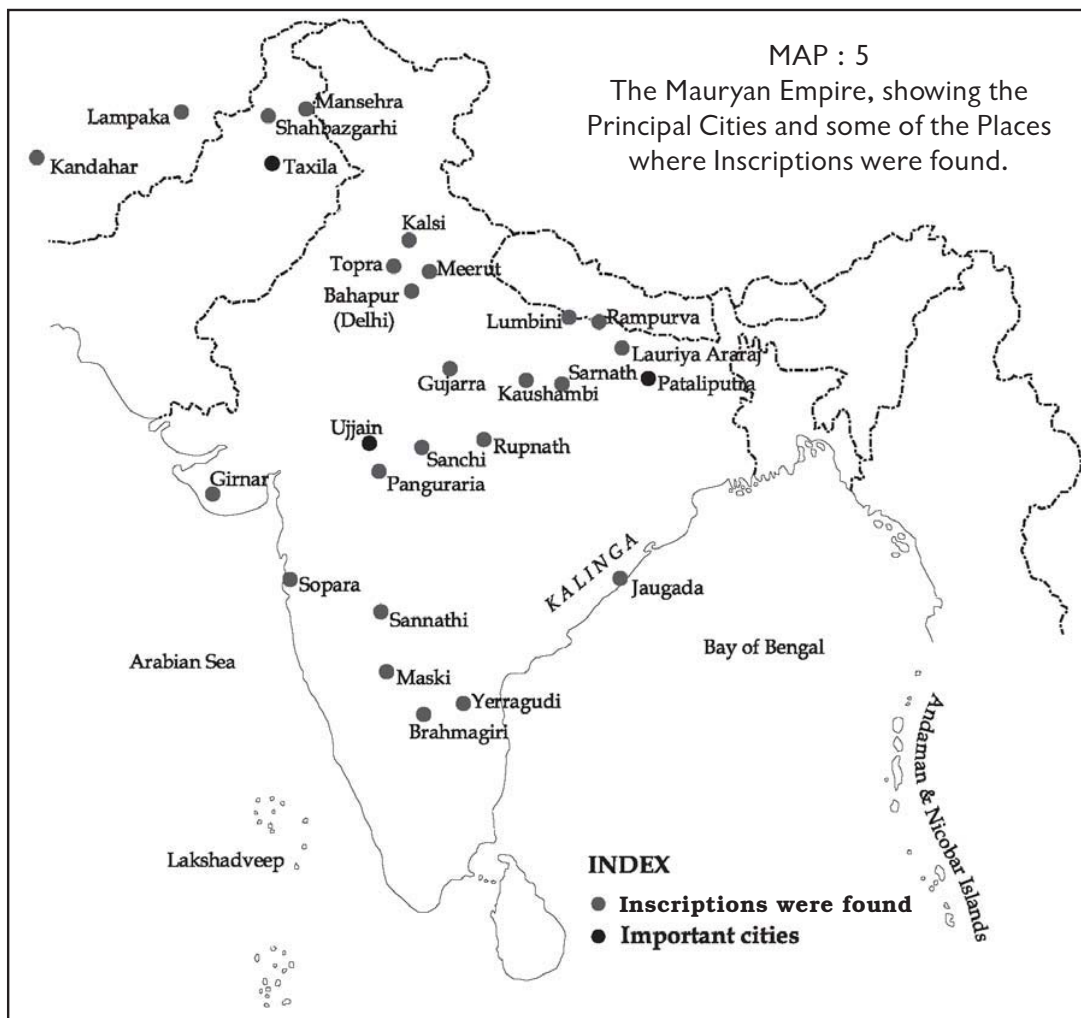 MAP : 5
The Mauryan Empire, showing the
Principal Cities and some of the Places
where Inscriptions were found.
Lampaka
Mansehra
Shahbazgarhi
Kandahar
Taxila
Kalsi
Topra
Meerut
Bahapur
(Delhi)
Lumbini
Rampurva
Lauriya Araraj
Gujarra
Sarnath
Kaushambi
Pataliputra
Ujjain
Sanchi
Rupnath
Panguraria
Girnar
KALINGA
Sopara
Jaugada
Sannathi
Arabian Sea
Bay of Bengal
Maski
Yerragudi
Brahmagiri
Andaman & Nicobar Islands
Lakshadveep
INDEX
Inscriptions were found
Important cities